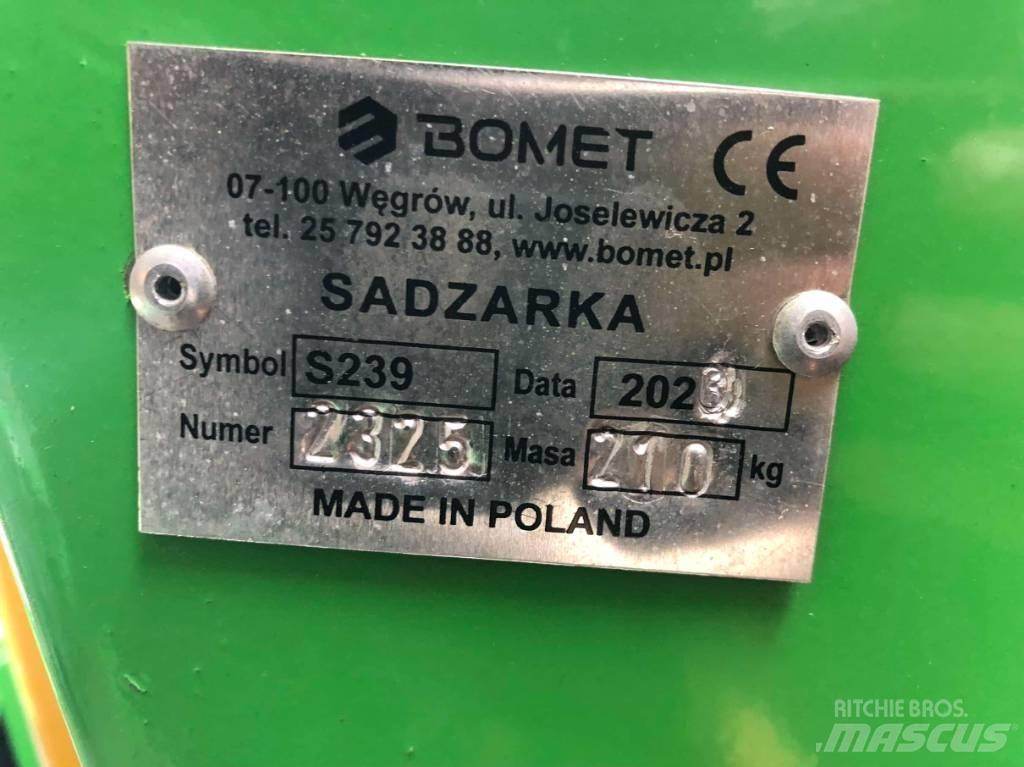 BOMET CE
07-100 Węgrów, ul. Joselewicza 2
tel. 25 792 38 88, www.bomet.pl
SADZARKA
Symbol S239 Data 2023
Numer 2325 Masa 210 kg
MADE IN POLAND
RITCHIE BROS.
MASCUS